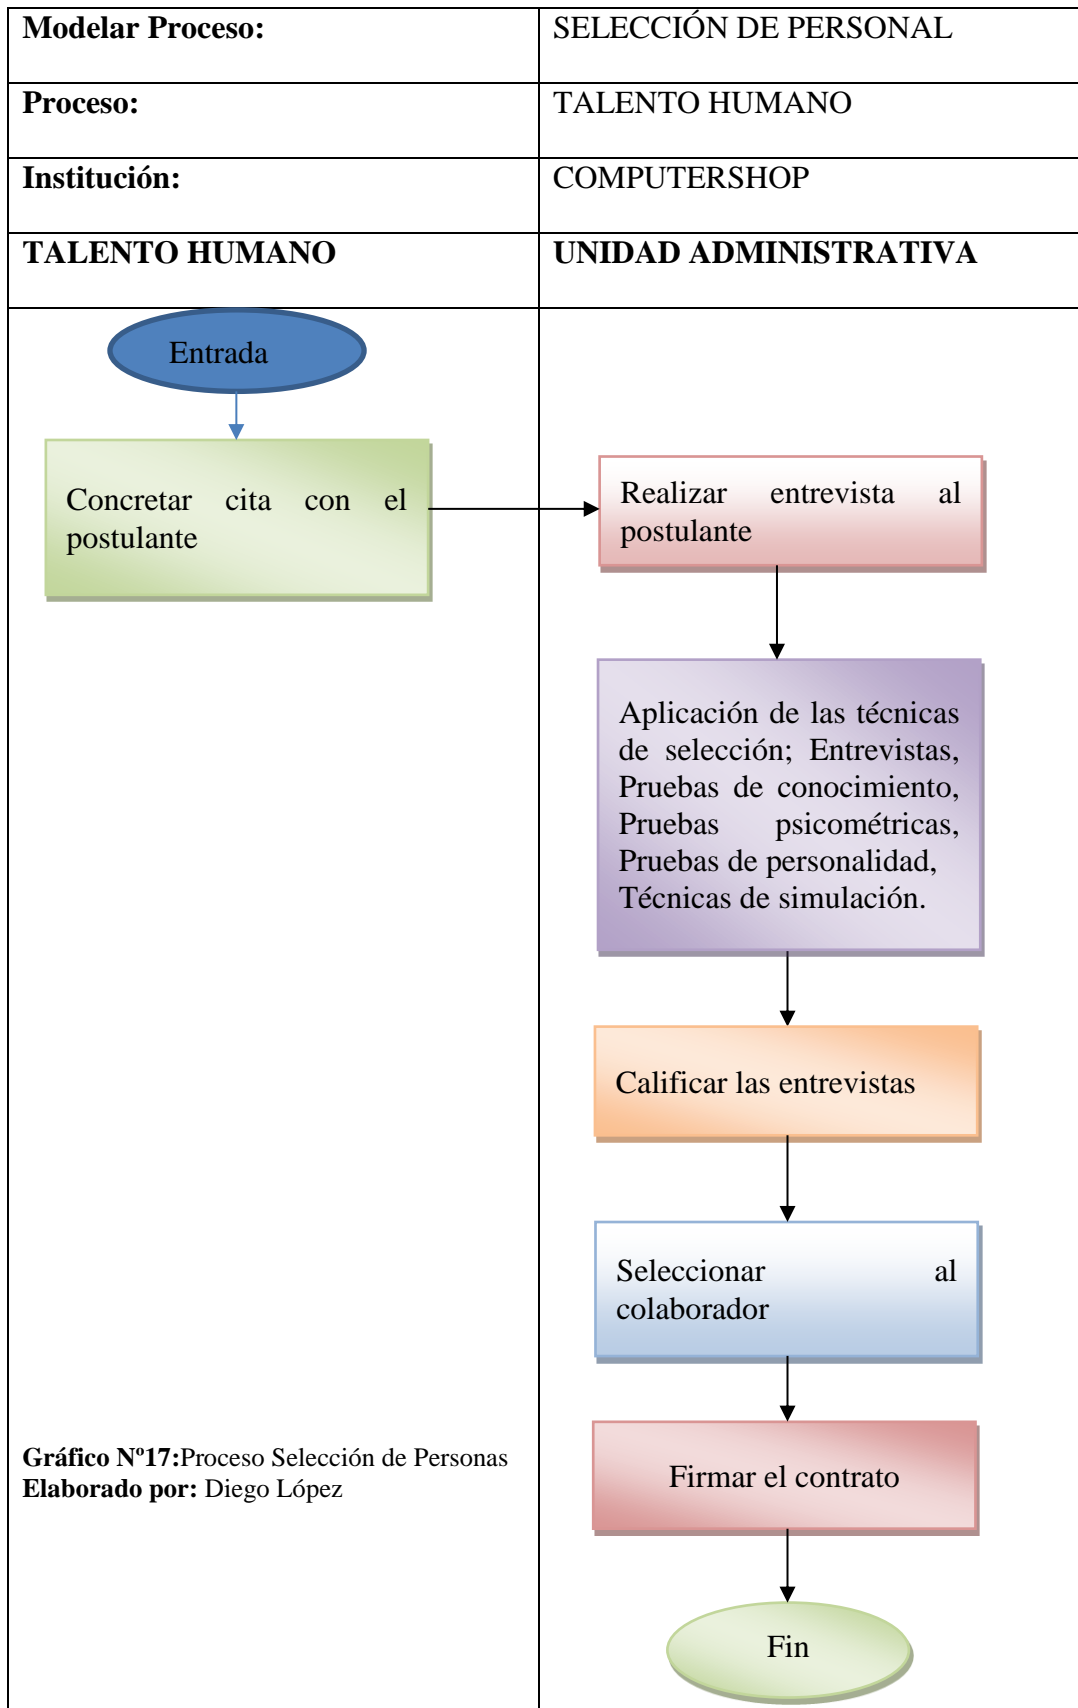 Modelar Proceso:
SELECCIÓN DE PERSONAL
Proceso:
TALENTO HUMANO
Institución:
COMPUTERSHOP
TALENTO HUMANO
UNIDAD ADMINISTRATIVA
Entrada
Concretar cita con el
postulante
Realizar entrevista al
postulante
Aplicación de las técnicas
de selección; Entrevistas,
Pruebas de conocimiento,
Pruebas psicométricas,
Pruebas de personalidad,
Técnicas de simulación.
Calificar las entrevistas
Seleccionar al
colaborador
Firmar el contrato
Fin
Gráfico Nº17:Proceso Selección de Personas
Elaborado por: Diego López